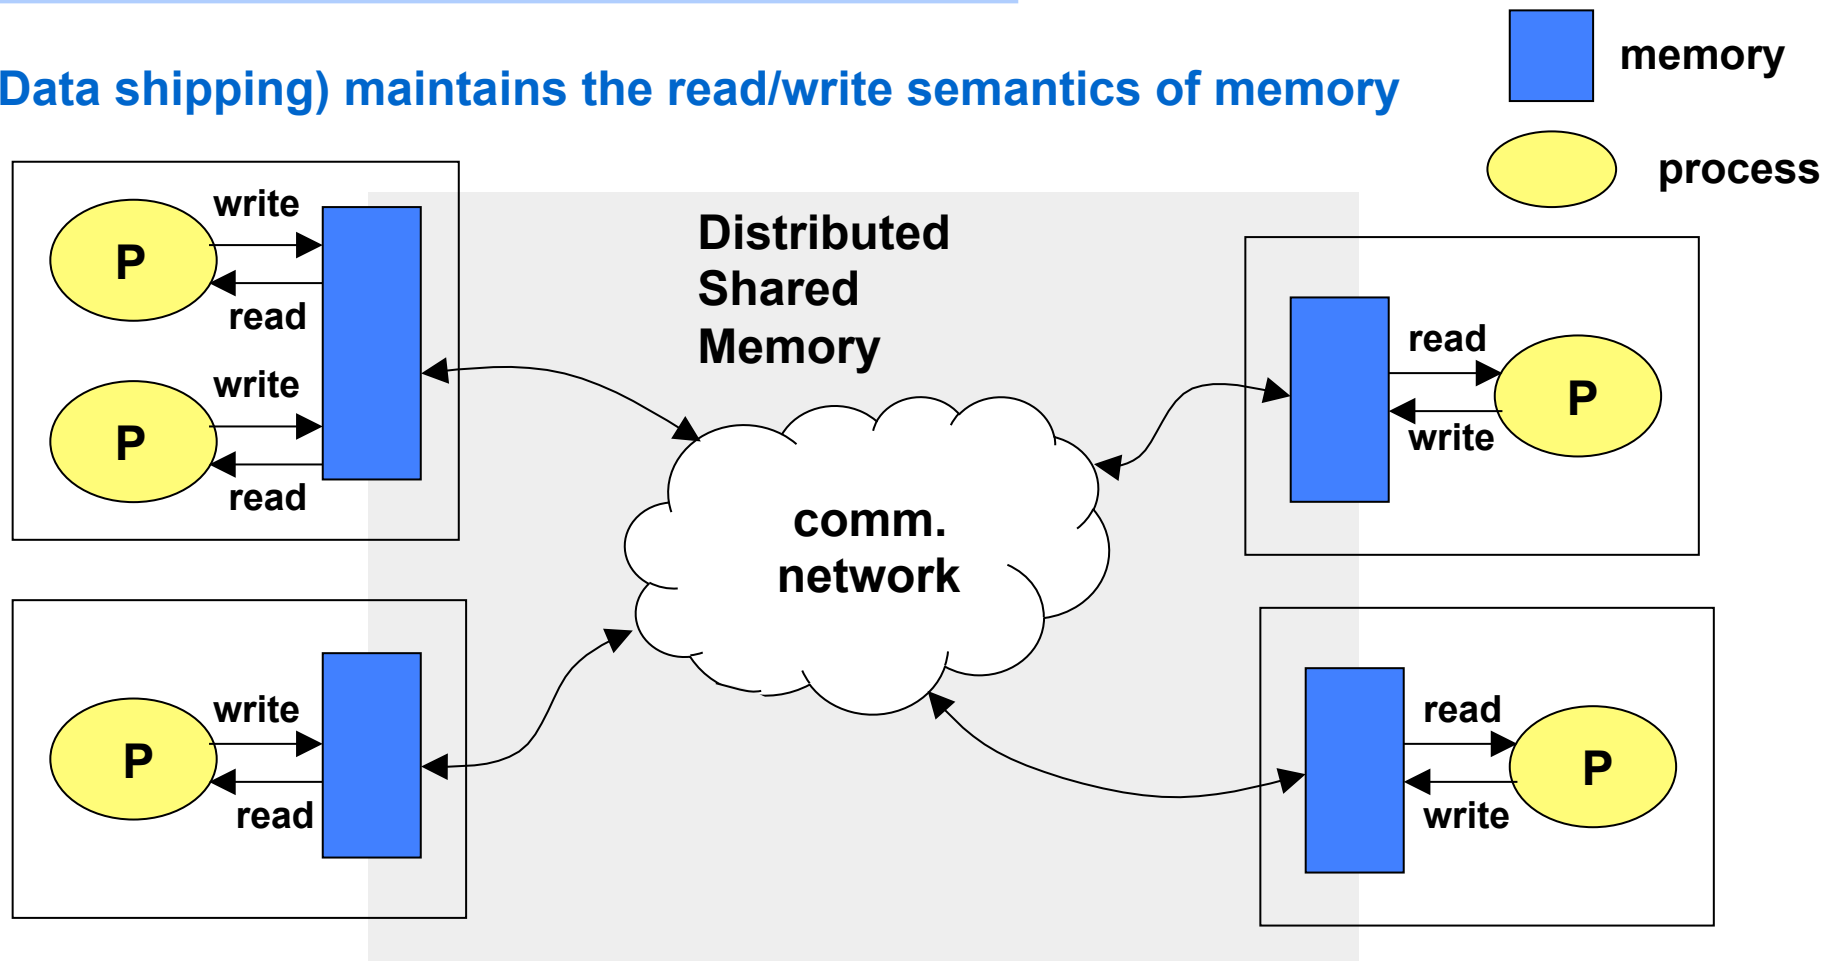 Data shipping) maintains the read/write semantics of memory
memory
process
write
P
read
write
P
read
Distributed
Shared
Memory
read
P
write
comm.
network
write
P
read
read
P
write